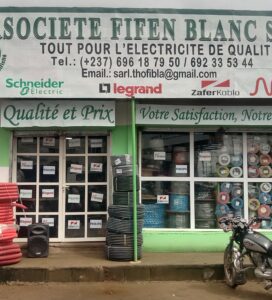 SOCIETE FIFEN BLANC S
TOUT POUR L'ELECTRICITE DE QUALIT
Tel.: (+237) 696 18 79 50 / 692 33 53 44
Email.: sarl.thofibla@gmail.com
Schneider
Electric
legrand
ZaferKablo
Qualité et Prix
Votre Satisfaction, Notre